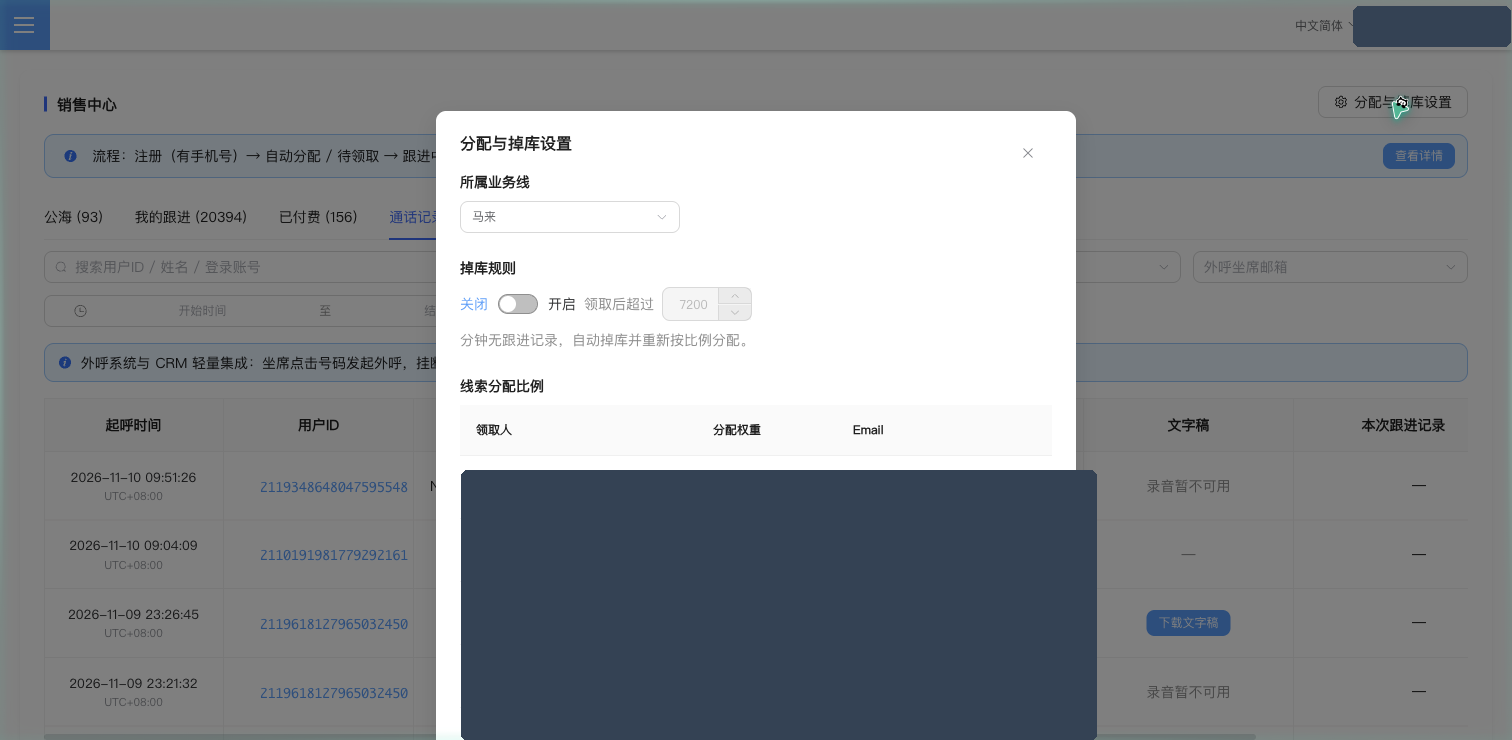 中文简体
销售中心
分配与 库设置
流程：注册（有手机号）→ 自动分配 / 待领取 → 跟进
查看详情
公海 (93)
我的跟进 (20394)
已付费 (156)
通话记
搜索用户ID / 姓名 / 登录账号
外呼坐席邮箱
开始时间
至
结
外呼系统与 CRM 轻量集成：坐席点击号码发起外呼，挂
起呼时间
用户ID
文字稿
本次跟进记录
2026-11-10 09:51:26
UTC+08:00
2119348648047595548
录音暂不可用
—
2026-11-10 09:04:09
UTC+08:00
2110191981779292161
—
—
2026-11-09 23:26:45
UTC+08:00
2119618127965032450
下载文字稿
—
2026-11-09 23:21:32
UTC+08:00
2119618127965032450
录音暂不可用
—
分配与掉库设置
所属业务线
马来
掉库规则
关闭 开启 领取后超过 7200
分钟无跟进记录，自动掉库并重新按比例分配。
线索分配比例
领取人
分配权重
Email